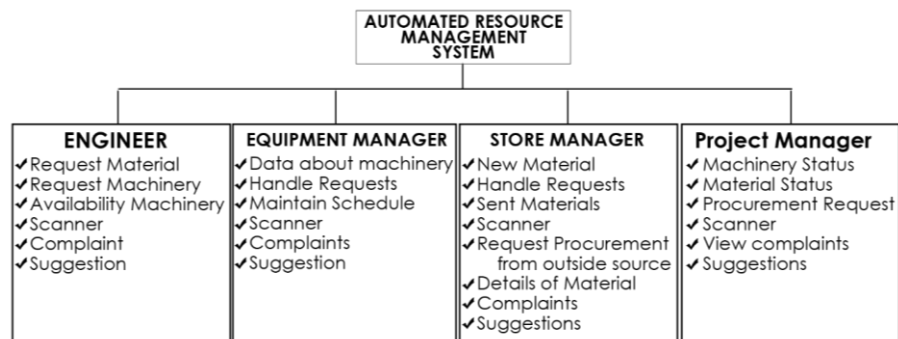 AUTOMATED RESOURCE
MANAGEMENT
SYSTEM
ENGINEER
✓Request Material
✓Request Machinery
✓Availability Machinery
✓Scanner
✓Complaint
✓Suggestion
EQUIPMENT MANAGER
✓Data about machinery
✓Handle Requests
✓Maintain Schedule
✓Scanner
✓Complaints
✓Suggestion
STORE MANAGER
✓New Material
✓Handle Requests
✓Sent Materials
✓Scanner
✓Request Procurement
from outside source
✓Details of Material
✓Complaints
✓Suggestions
Project Manager
✓Machinery Status
✓Material Status
✓Procurement Request
✓Scanner
✓View complaints
✓Suggestions